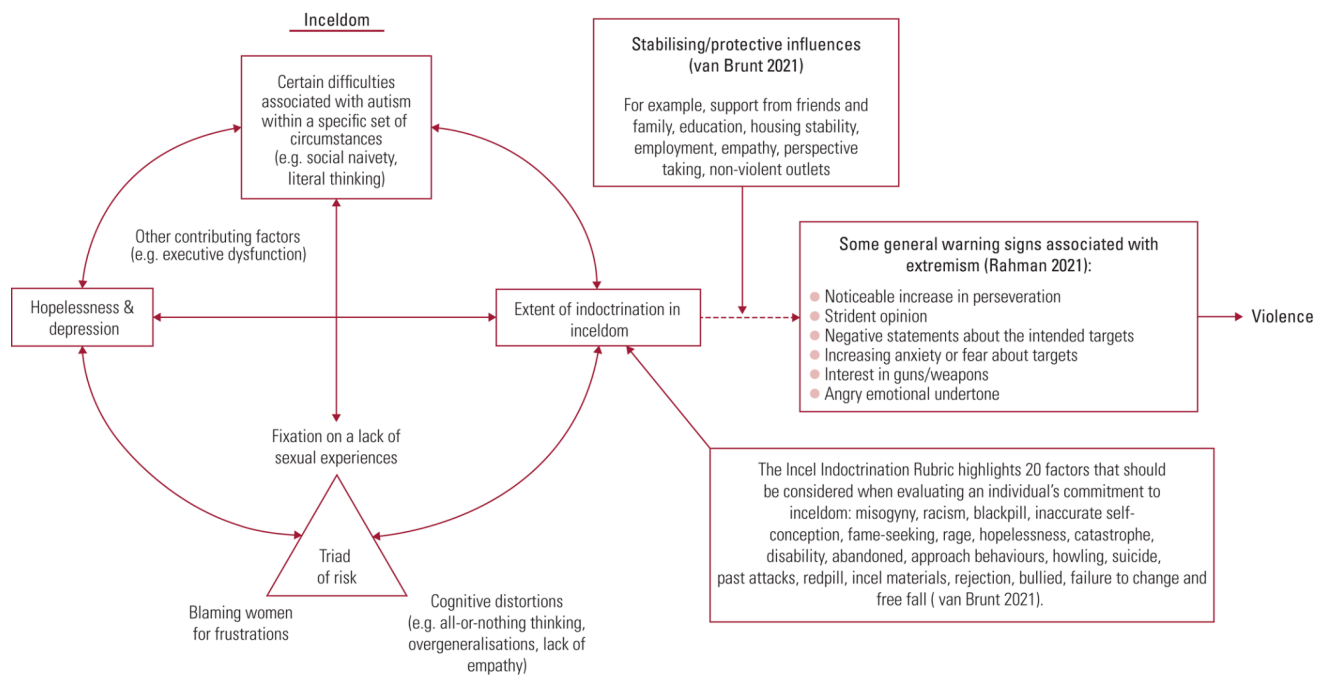 Inceldom
Certain difficulties
associated with autism
within a specific set of
circumstances
(e.g. social naivety,
literal thinking)
Other contributing factors
(e.g. executive dysfunction)
Hopelessness &
depression
Extent of indoctrination in
inceldom
Fixation on a lack of
sexual experiences
Triad
of risk
Blaming women
for frustrations
Cognitive distortions
(e.g. all-or-nothing thinking,
overgeneralisations, lack of
empathy)
Stabilising/protective influences
(van Brunt 2021)
For example, support from friends and
family, education, housing stability,
employment, empathy, perspective
taking, non-violent outlets
Some general warning signs associated with
extremism (Rahman 2021):
Noticeable increase in perseveration
Strident opinion
Negative statements about the intended targets
Increasing anxiety or fear about targets
Interest in guns/weapons
Angry emotional undertone
Violence
The Incel Indoctrination Rubric highlights 20 factors that should
be considered when evaluating an individual's commitment to
inceldom: misogyny, racism, blackpill, inaccurate self-
conception, fame-seeking, rage, hopelessness, catastrophe,
disability, abandoned, approach behaviours, howling, suicide,
past attacks, redpill, incel materials, rejection, bullied, failure to change and
free fall ( van Brunt 2021).